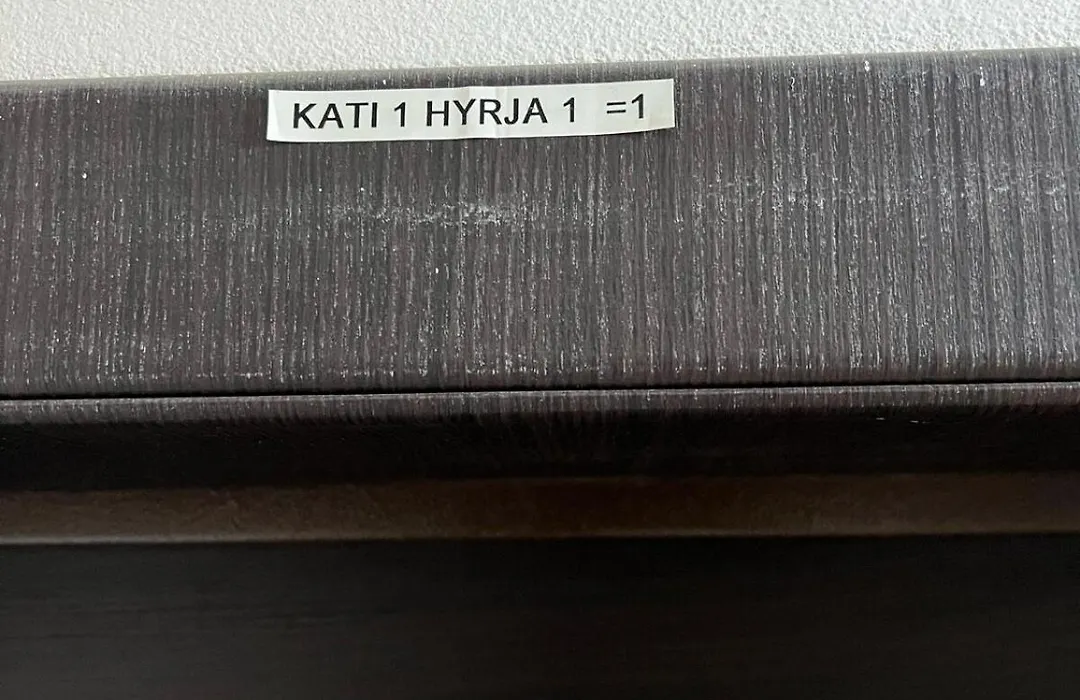 KATI 1 HYRJA 1 =1